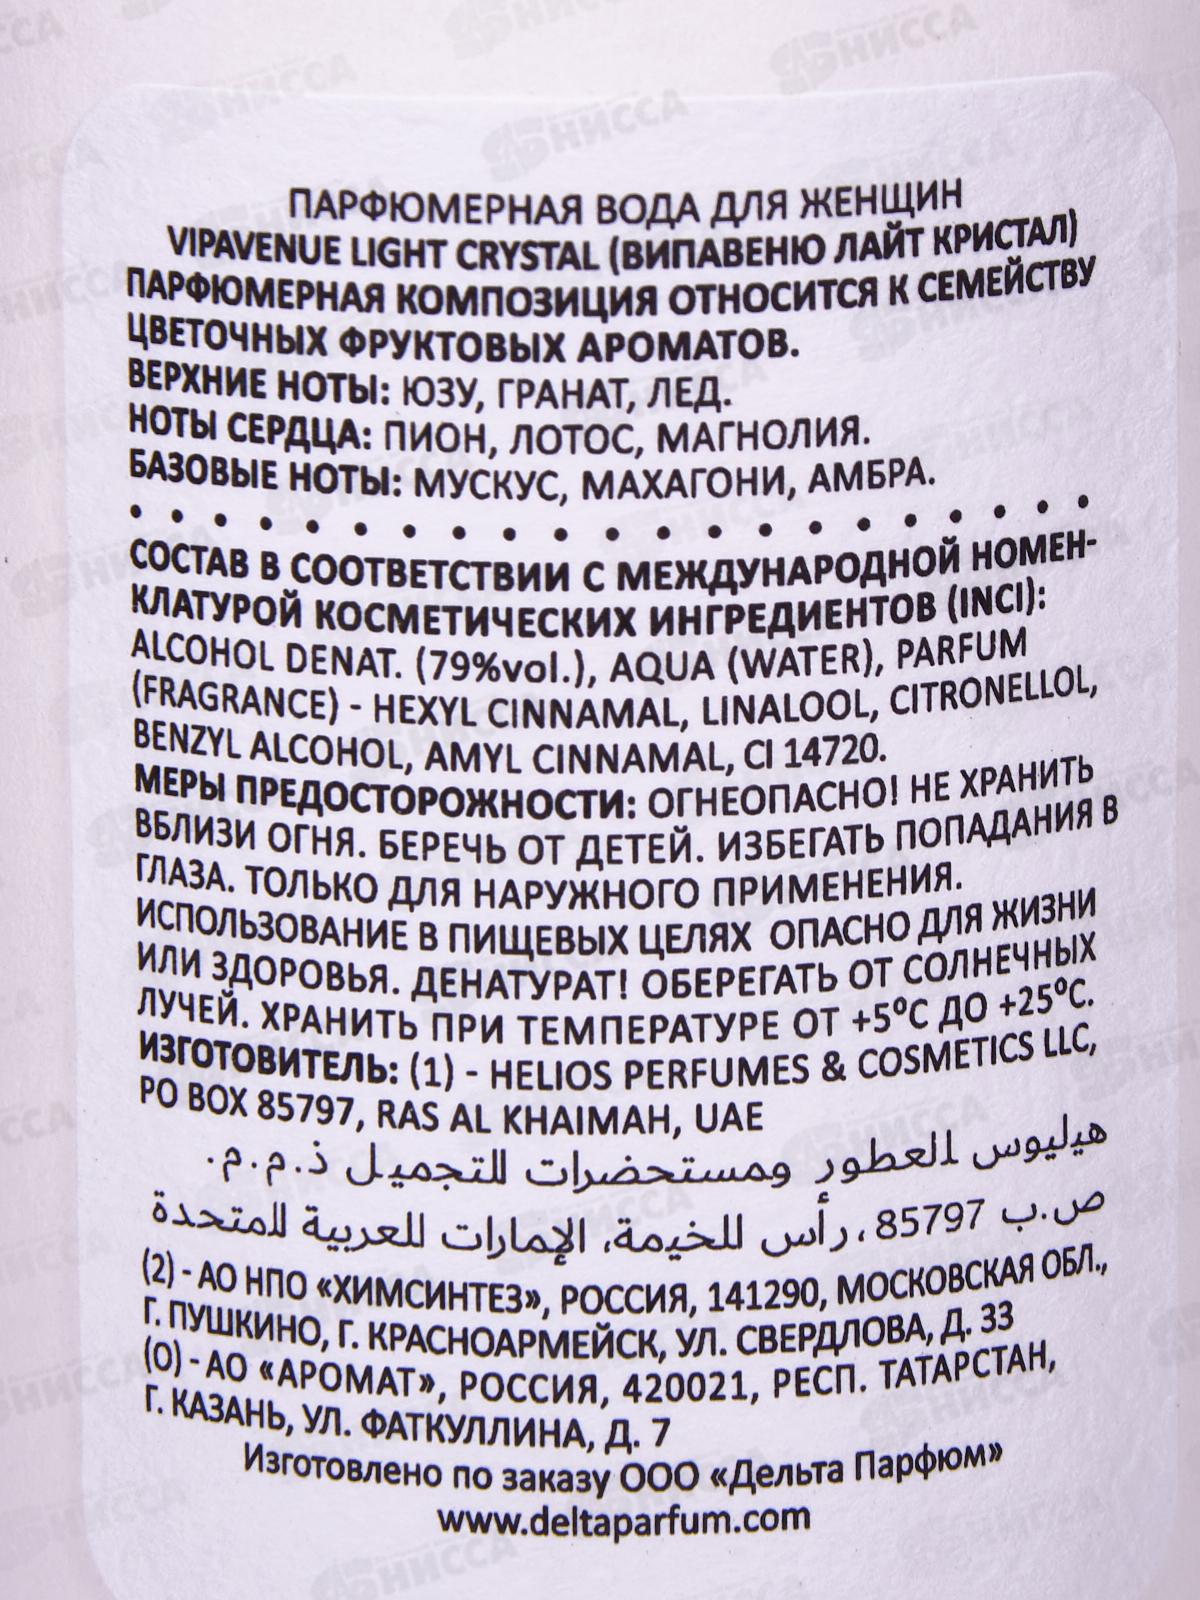 ПАРФЮМЕРНАЯ ВОДА ДЛЯ ЖЕНЩИН
VIPAVENUE LIGHT CRYSTAL (ВИПАВЕНЮ ЛАЙТ КРИСТАЛ)
ПАРФЮМЕРНАЯ КОМПОЗИЦИЯ ОТНОСИТСЯ К СЕМЕЙСТВУ
ЦВЕТОЧНЫХ ФРУКТОВЫХ АРОМАТОВ.
ВЕРХНИЕ НОТЫ: ЮЗУ, ГРАНАТ, ЛЕД.
НОТЫ СЕРДЦА: ПИОН, ЛОТОС, МАГНОЛИЯ.
БАЗОВЫЕ НОТЫ: МУСКУС, МАХАГОНИ, АМБРА.
СОСТАВ В СООТВЕТСТВИИ С МЕЖДУНАРОДНОЙ НОМЕН-
КЛАТУРОЙ КОСМЕТИЧЕСКИХ ИНГРЕДИЕНТОВ (INCI):
ALCOHOL DENAT. (79%vol.), AQUA (WATER), PARFUM
(FRAGRANCE) - HEXYL CINNAMAL, LINALOOL, CITRONELLOL,
BENZYL ALCOHOL, AMYL CINNAMAL, CI 14720.
МЕРЫ ПРЕДОСТОРОЖНОСТИ: ОГНЕОПАСНО! НЕ ХРАНИТЬ
ВБЛИЗИ ОГНЯ. БЕРЕЧЬ ОТ ДЕТЕЙ. ИЗБЕГАТЬ ПОПАДАНИЯ В
ГЛАЗА. ТОЛЬКО ДЛЯ НАРУЖНОГО ПРИМЕНЕНИЯ.
ИСПОЛЬЗОВАНИЕ В ПИЩЕВЫХ ЦЕЛЯХ ОПАСНО ДЛЯ ЖИЗНИ
ИЛИ ЗДОРОВЬЯ. ДЕНАТУРАТ! ОБЕРЕГАТЬ ОТ СОЛНЕЧНЫХ
ЛУЧЕЙ. ХРАНИТЬ ПРИ ТЕМПЕРАТУРЕ ОТ +5°C ДО +25°C.
ИЗГОТОВИТЕЛЬ: (1) - HELIOS PERFUMES & COSMETICS LLC,
PO BOX 85797, RAS AL KHAIMAH, UAE
هيليوس العطور ومستحضرات للتجميل ذ.م.م.
ص.ب 85797، رأس للخيمة، الإمارات للعربية المتحدة
(2) - АО НПО «ХИМСИНТЕЗ», РОССИЯ, 141290, МОСКОВСКАЯ ОБЛ.,
Г. ПУШКИНО, Г. КРАСНОАРМЕЙСК, УЛ. СВЕРДЛОВА, Д. 33
(О) - АО «АРОМАТ», РОССИЯ, 420021, РЕСП. ТАТАРСТАН,
Г. КАЗАНЬ, УЛ. ФАТКУЛЛИНА, Д. 7
Изготовлено по заказу ООО «Дельта Парфюм»
www.deltaparfum.com